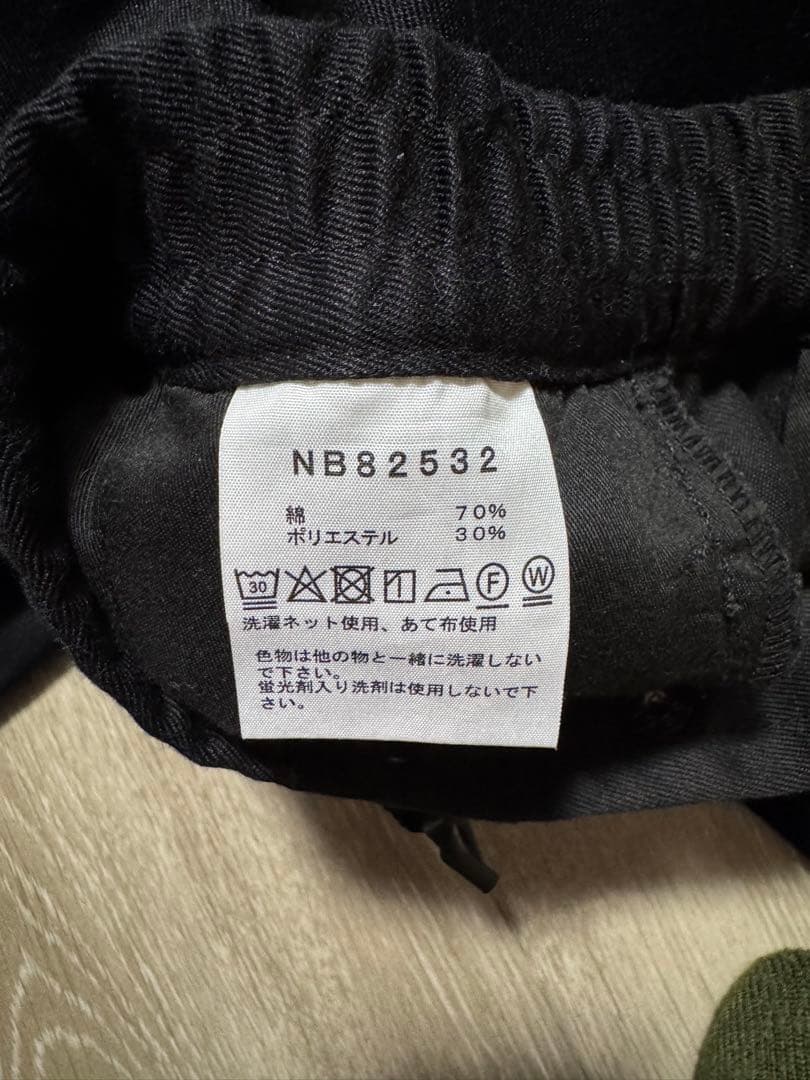 NB82532
綿 70%
ポリエステル 30%
30 F W
洗濯ネット使用、あて布使用
色物は他の物と一緒に洗濯しない
で下さい。
蛍光剤入り洗剤は使用しないで下
さい。